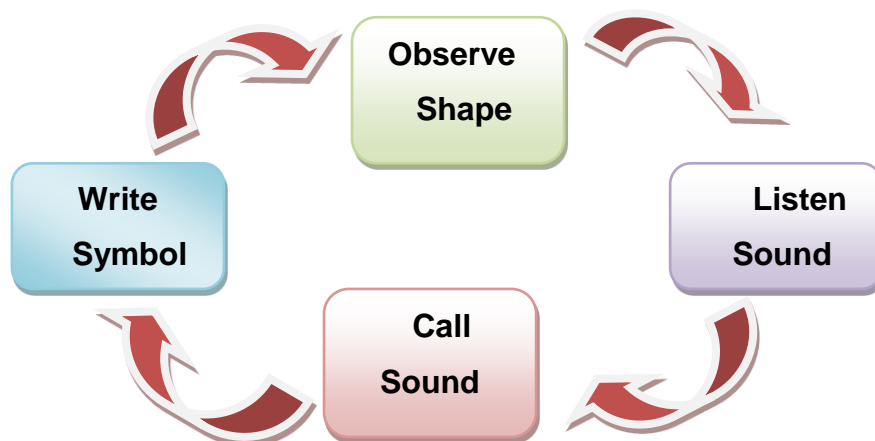 Observe
Shape
Listen
Sound
Call
Sound
Write
Symbol